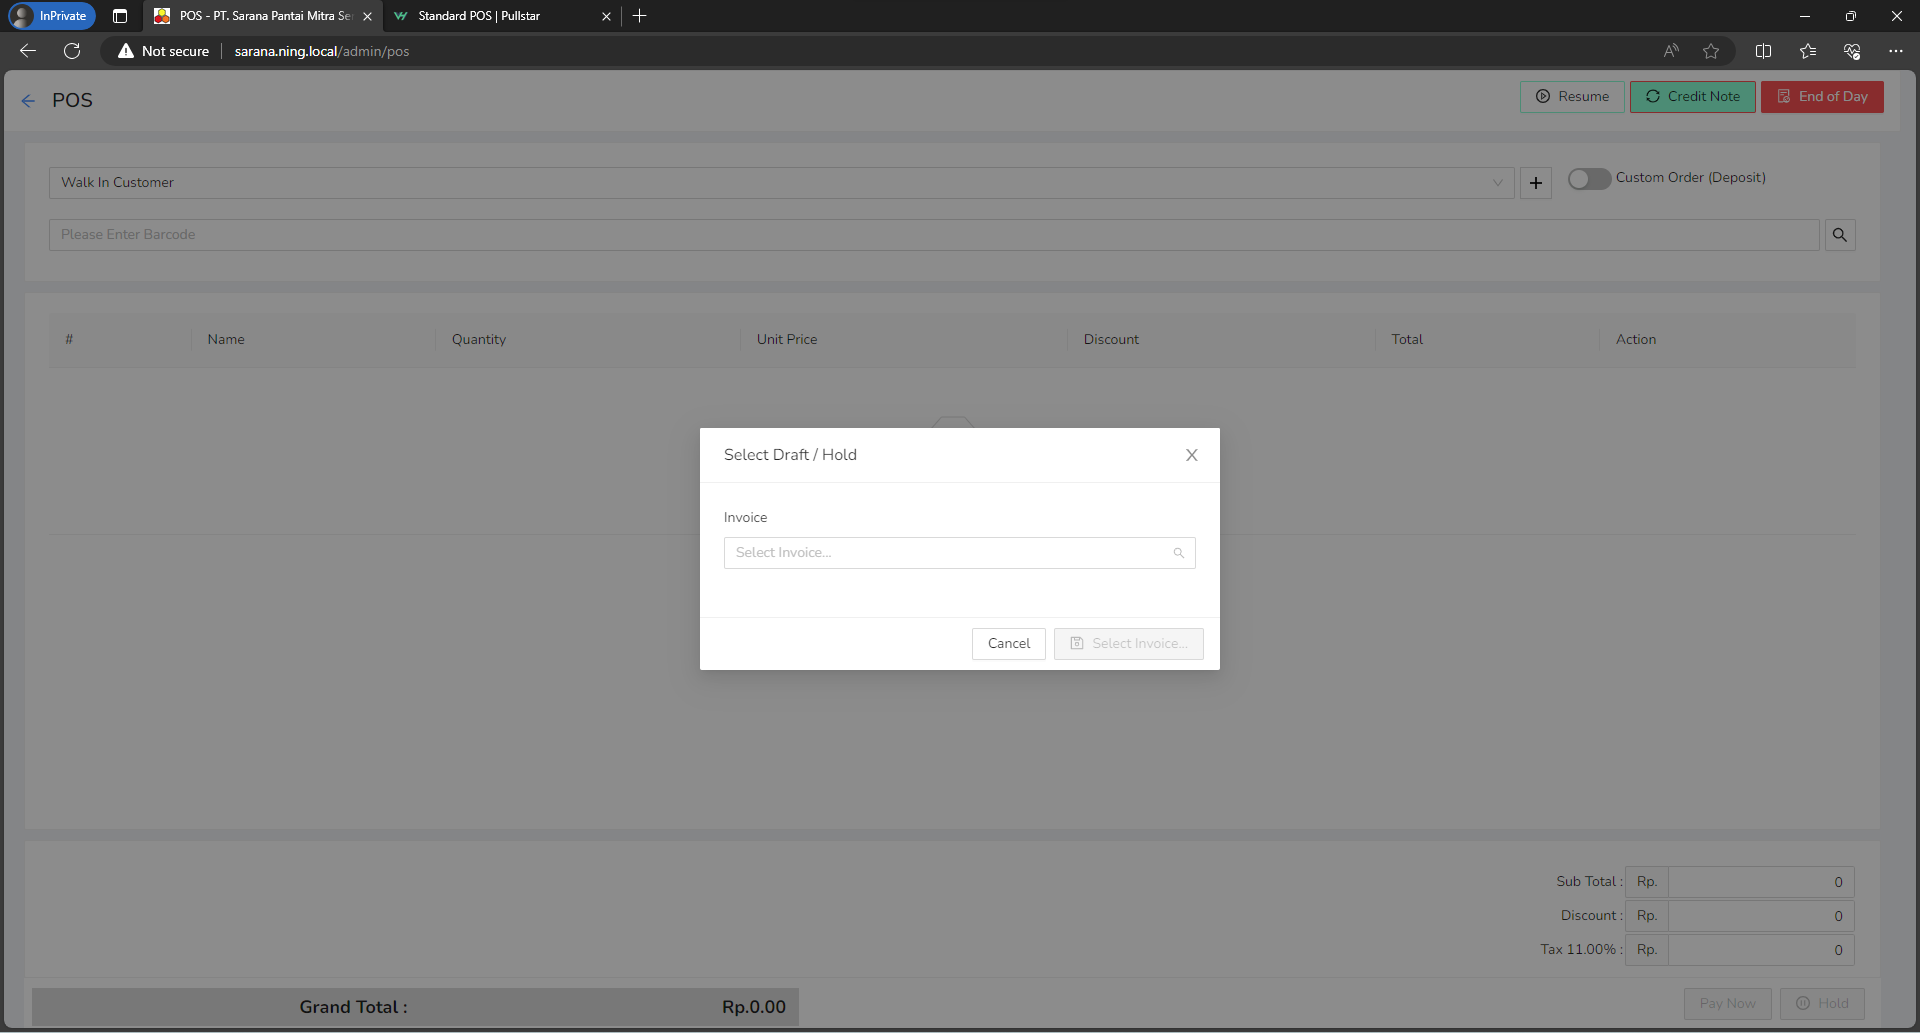 InPrivate
POS - PT. Sarana Pantai Mitra Se
Standard POS | Pullstar
Not secure
sarana.ning.local/admin/pos
POS
Resume
Credit Note
End of Day
Walk In Customer
Custom Order (Deposit)
Please Enter Barcode
# Name Quantity Unit Price Discount Total Action
Select Draft / Hold
Invoice
Select Invoice...
Cancel
Select Invoice...
Sub Total : Rp. 0
Discount : Rp. 0
Tax 11.00% : Rp. 0
Grand Total : Rp.0.00
Pay Now
Hold